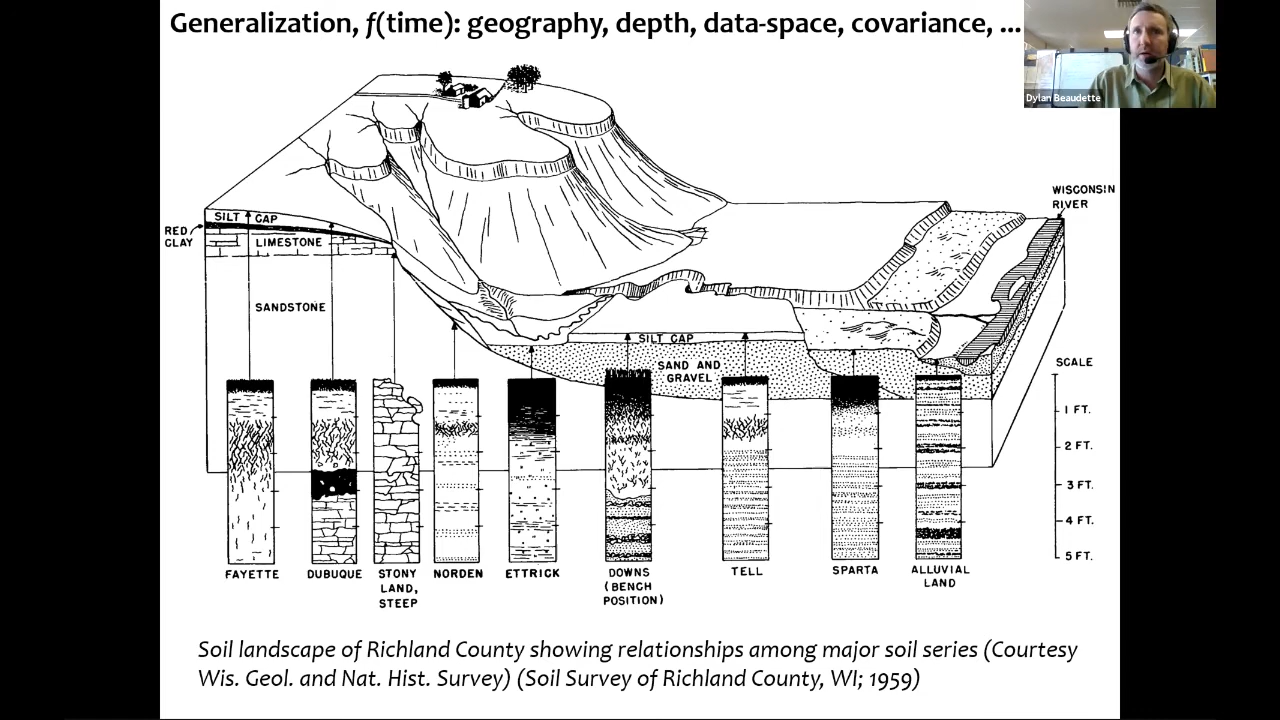 Generalization, f(time): geography, depth, data-space, covariance, ...
Dylan Beaudette
WISCONSIN
RIVER
SILT CAP
RED
CLAY
LIMESTONE
SANDSTONE
SILT CAP
SAND AND
GRAVEL
SCALE
1 FT.
2 FT.
3 FT.
4 FT.
5 FT.
FAYETTE
DUBUQUE
STONY
LAND,
STEEP
NORDEN
ETTRICK
DOWNS
(BENCH
POSITION)
TELL
SPARTA
ALLUVIAL
LAND
Soil landscape of Richland County showing relationships among major soil series (Courtesy
Wis. Geol. and Nat. Hist. Survey) (Soil Survey of Richland County, WI; 1959)